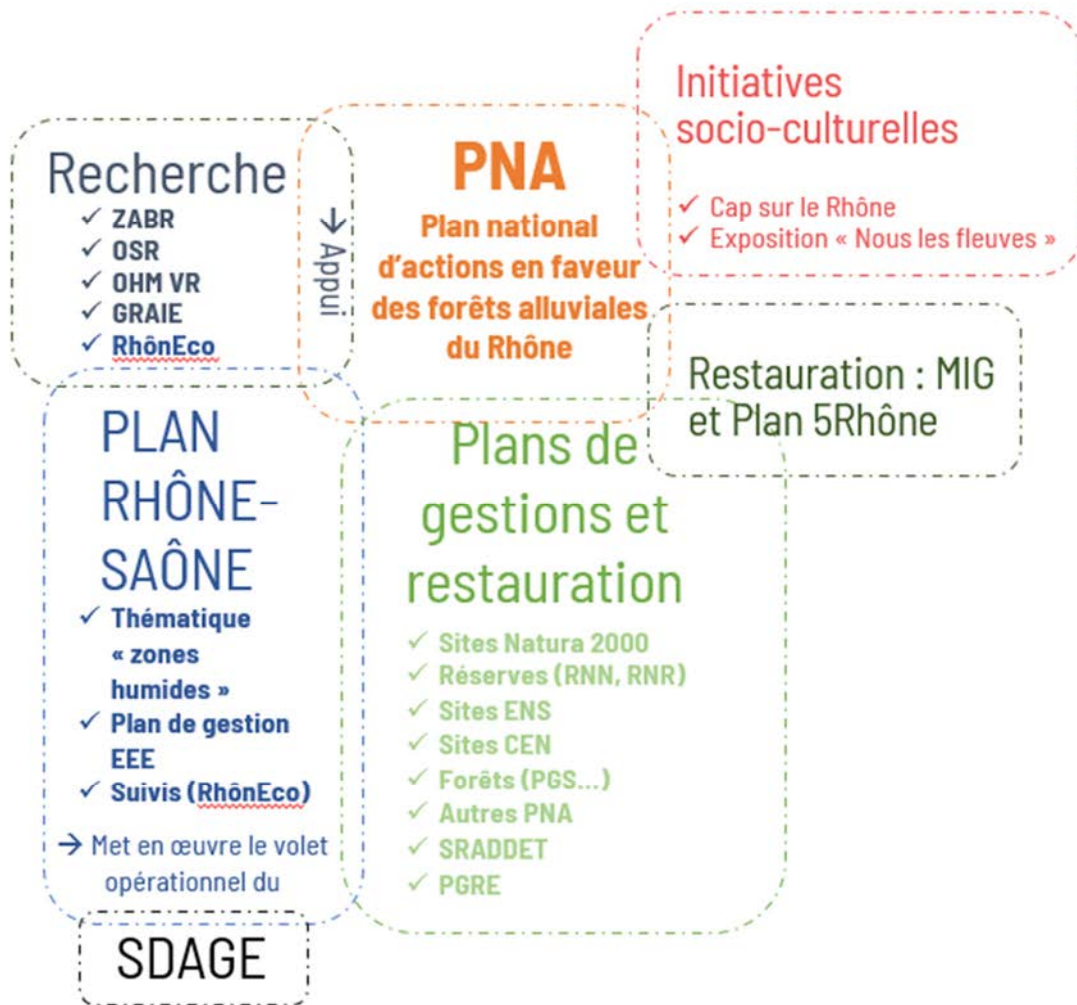 Recherche
✓ ZABR
✓ OSR
✓ OHM VR
✓ GRAIE
✓ RhônEco
→ Appui
PNA
Plan national
d’actions en faveur
des forêts alluviales
du Rhône
Initiatives
socio-culturelles
✓ Cap sur le Rhône
✓ Exposition « Nous les fleuves »
Restauration : MIG
et Plan 5Rhône
PLAN
RHÔNE-
SAÔNE
✓ Thématique
« zones
humides »
✓ Plan de gestion
EEE
✓ Suivis (RhônEco)
→ Met en œuvre le volet
opérationnel du
SDAGE
Plans de
gestions et
restauration
✓ Sites Natura 2000
✓ Réserves (RNN, RNR)
✓ Sites ENS
✓ Sites CEN
✓ Forêts (PGS...)
✓ Autres PNA
✓ SRADDET
✓ PGRE